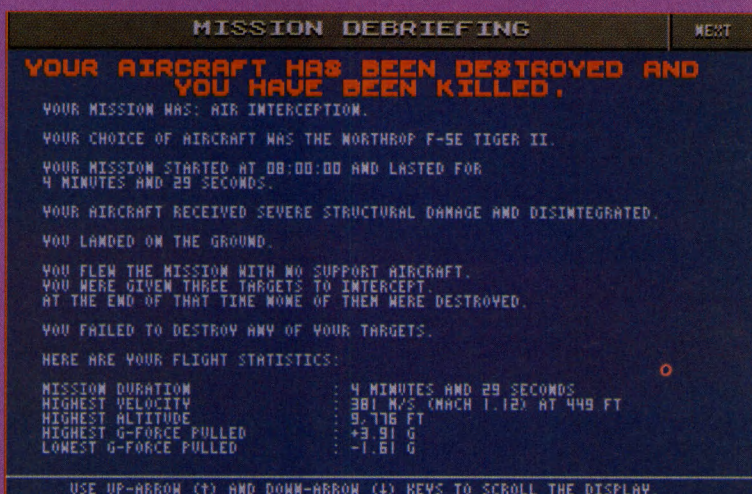 MISSION DEBRIEFING
NEXT
YOUR AIRCRAFT HAS BEEN DESTROYED AND
YOU HAVE BEEN KILLED.
YOUR MISSION WAS: AIR INTERCEPTION.
YOUR CHOICE OF AIRCRAFT WAS THE NORTHROP F-5E TIGER II.
YOUR MISSION STARTED AT 08:00:00 AND LASTED FOR
4 MINUTES AND 29 SECONDS.
YOUR AIRCRAFT RECEIVED SEVERE STRUCTURAL DAMAGE AND DISINTEGRATED.
YOU LANDED ON THE GROUND.
YOU FLEW THE MISSION WITH NO SUPPORT AIRCRAFT.
YOU WERE GIVEN THREE TARGETS TO INTERCEPT.
AT THE END OF THAT TIME NONE OF THEM WERE DESTROYED.
YOU FAILED TO DESTROY ANY OF YOUR TARGETS.
HERE ARE YOUR FLIGHT STATISTICS:
MISSION DURATION : 4 MINUTES AND 29 SECONDS
HIGHEST VELOCITY : 381 M/S (MACH 1.12) AT 449 FT
HIGHEST ALTITUDE : 9,776 FT
HIGHEST G-FORCE PULLED : +3.91 G
LOWEST G-FORCE PULLED : -1.61 G
USE UP-ARROW (↑) AND DOWN-ARROW (↓) KEYS TO SCROLL THE DISPLAY